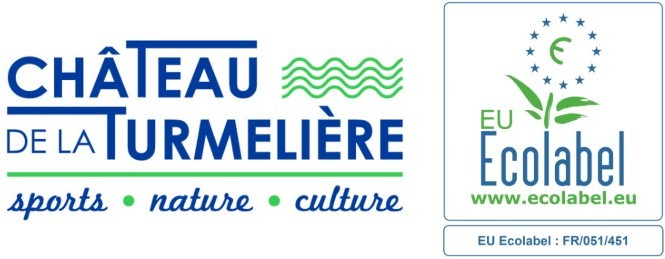 CHÂTEAU
DE LA TURMELIÈRE
sports • nature • culture
EU
Ecolabel
www.ecolabel.eu
EU Ecolabel : FR/051/451